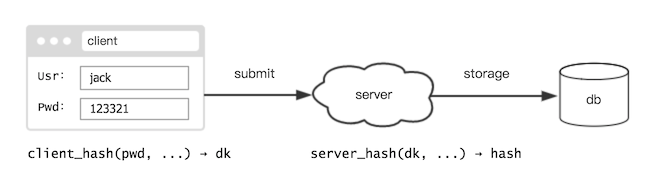 client
Usr: jack
submit
storage
server
db
Pwd: 123321
client_hash(pwd, ...) → dk
server_hash(dk, ...) → hash